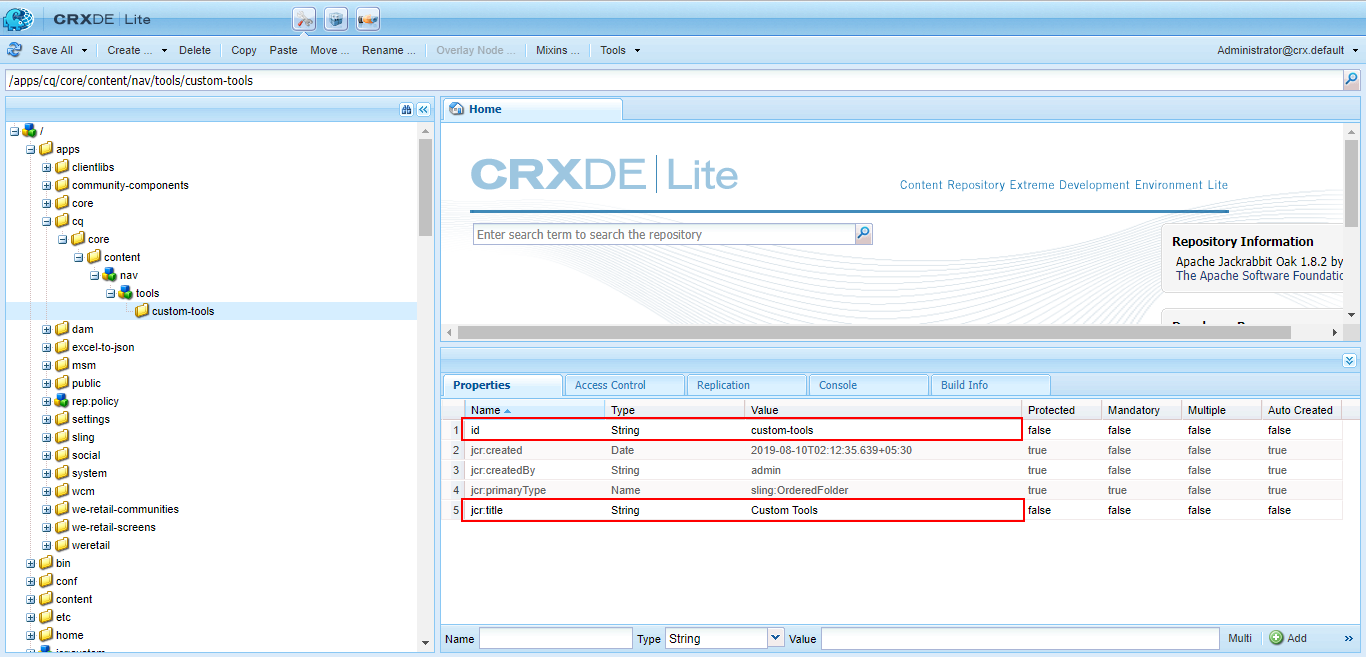 CRXDE | Lite
Save All Create ... Delete Copy Paste Move ... Rename ... Overlay Node ... Mixins ... Tools Administrator@crx.default
/apps/cq/core/content/nav/tools/custom-tools
/
apps
clientlibs
community-components
core
cq
core
content
nav
tools
custom-tools
dam
excel-to-json
msm
public
rep:policy
settings
sling
social
system
wcm
we-retail-communities
we-retail-screens
weretail
bin
conf
content
etc
home
Home
CRXDE | Lite
Content Repository Extreme Development Environment Lite
Enter search term to search the repository
Repository Information
Apache Jackrabbit Oak 1.8.2 by
The Apache Software Foundatio
Properties Access Control Replication Console Build Info
Name Type Value Protected Mandatory Multiple Auto Created
1 id String custom-tools false false false false
2 jcr:created Date 2019-08-10T02:12:35.639+05:30 true false false true
3 jcr:createdBy String admin true false false true
4 jcr:primaryType Name sling:OrderedFolder true true false true
5 jcr:title String Custom Tools false false false false
Name Type String Value Multi Add »